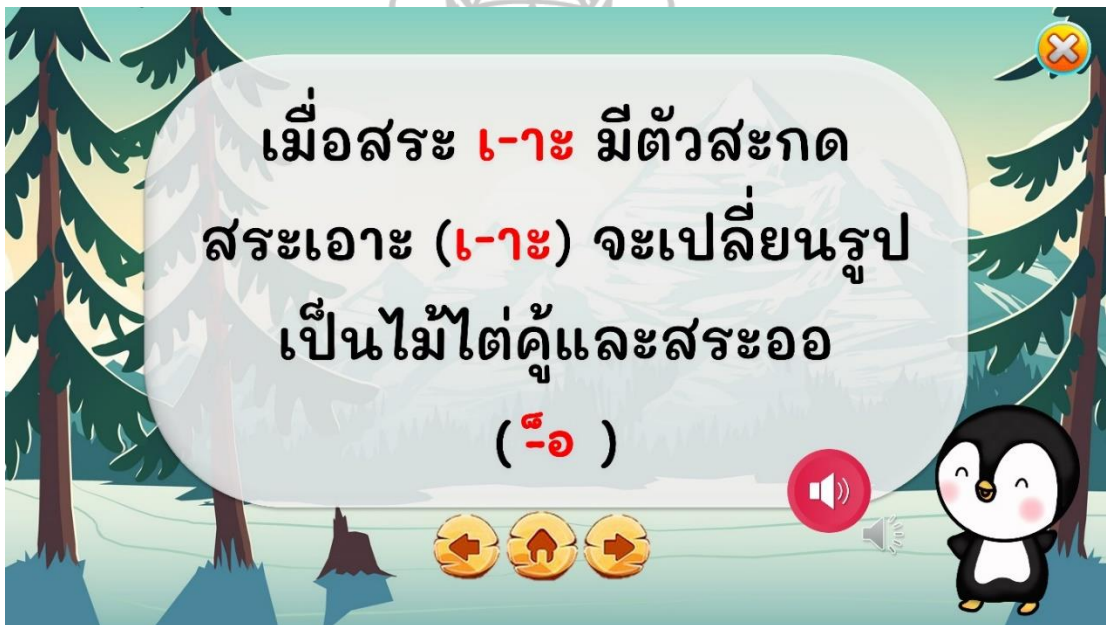 เมื่อสระ เ-าะ มีตัวสะกด
สระเอาะ (เ-าะ) จะเปลี่ยนรูป
เป็นไม้ไต่คู้และสระออ
( -็อ )